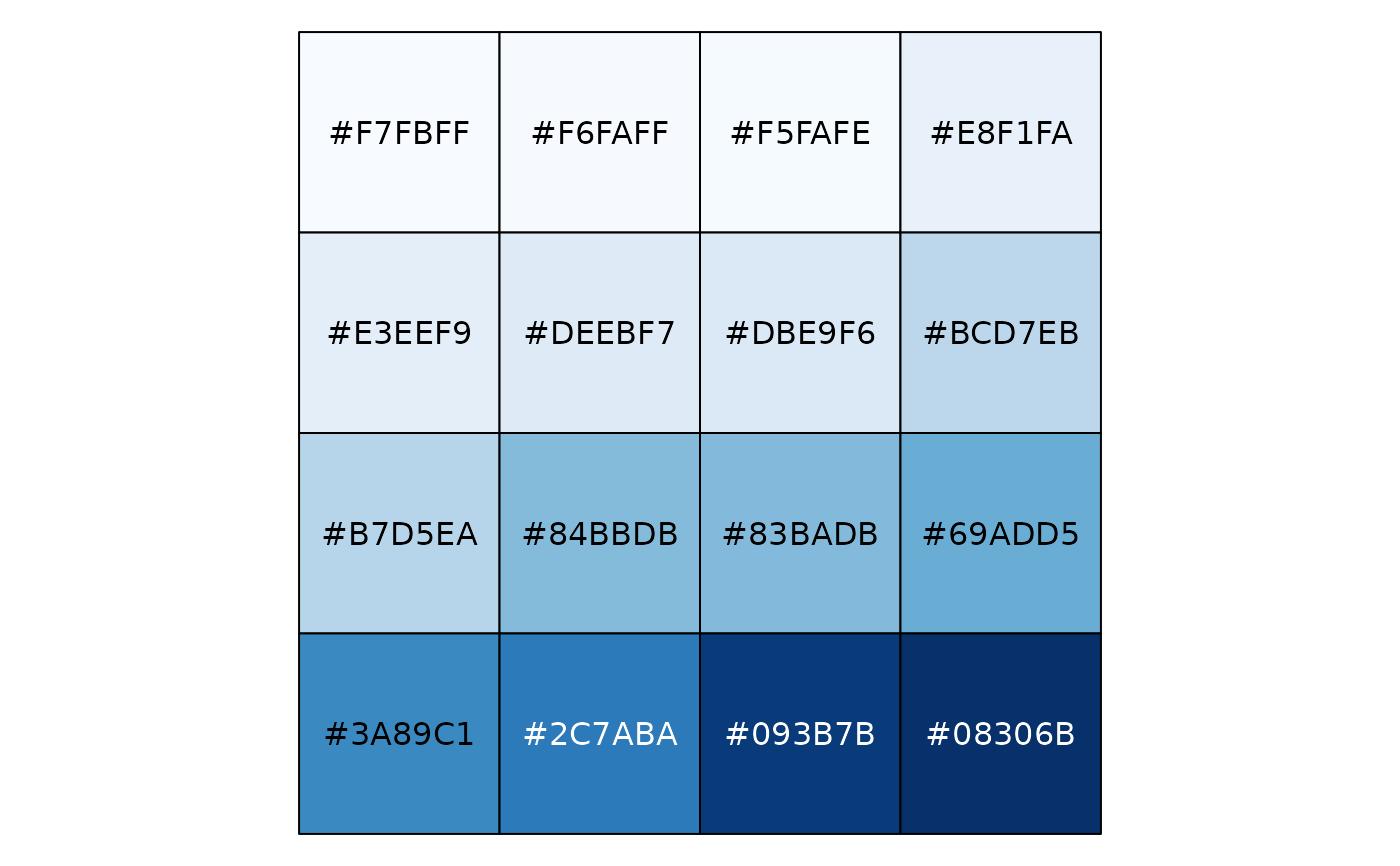 #F7FBFF #F6FAFF #F5FAFE #E8F1FA
#E3EEF9 #DEEBF7 #DBE9F6 #BCD7EB
#B7D5EA #84BBDB #83BADB #69ADD5
#3A89C1 #2C7ABA #093B7B #08306B